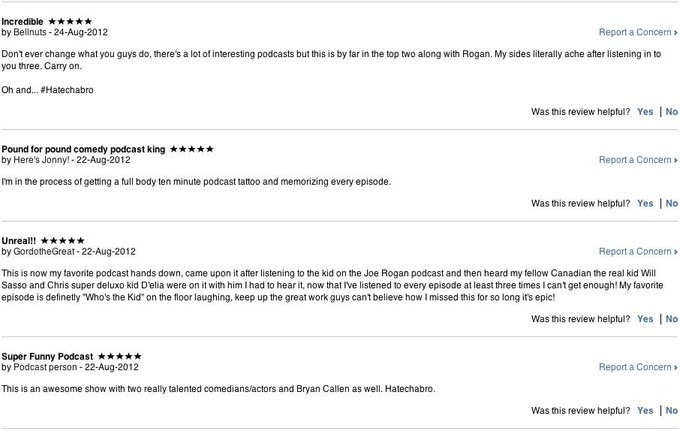 Incredible ★★★★★
by Bellnuts - 24-Aug-2012 Report a Concern ›
Don't ever change what you guys do, there's a lot of interesting podcasts but this is by far in the top two along with Rogan. My sides literally ache after listening in to
you three. Carry on.
Oh and... #Hatechabro
Was this review helpful? Yes | No
Pound for pound comedy podcast king ★★★★★
by Here's Jonny! - 22-Aug-2012 Report a Concern ›
I'm in the process of getting a full body ten minute podcast tattoo and memorizing every episode.
Was this review helpful? Yes | No
Unreal!! ★★★★★
by GordotheGreat - 22-Aug-2012 Report a Concern ›
This is now my favorite podcast hands down, came upon it after listening to the kid on the Joe Rogan podcast and then heard my fellow Canadian the real kid Will
Sasso and Chris super deluxo kid D'elia were on it with him I had to hear it, now that I've listened to every episode at least three times I can't get enough! My favorite
episode is definetly "Who's the Kid" on the floor laughing, keep up the great work guys can't believe how I missed this for so long it's epic!
Was this review helpful? Yes | No
Super Funny Podcast ★★★★★
by Podcast person - 22-Aug-2012 Report a Concern ›
This is an awesome show with two really talented comedians/actors and Bryan Callen as well. Hatechabro.
Was this review helpful? Yes | No